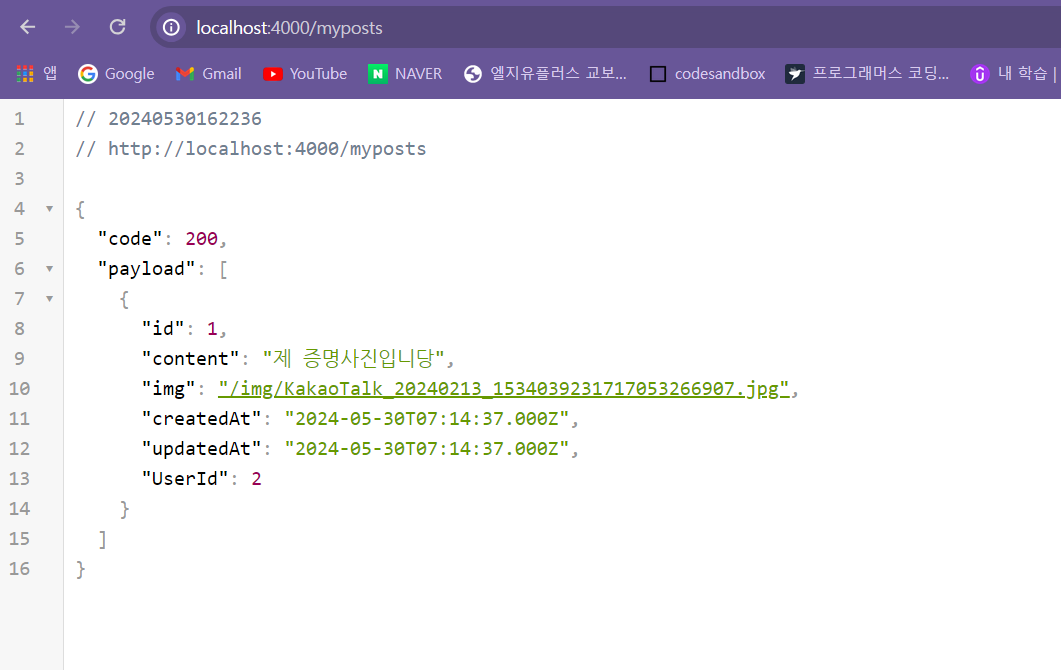 localhost:4000/myposts
앱 Google Gmail YouTube N NAVER 엘지유플러스 교보... codesandbox 프로그래머스 코딩... 내 학습 |
1 // 20240530162236
2 // http://localhost:4000/myposts
3
4 {
5 "code": 200,
6 "payload": [
7 {
8 "id": 1,
9 "content": "제 증명사진입니당",
10 "img": "/img/KakaoTalk_20240213_1534039231717053266907.jpg",
11 "createdAt": "2024-05-30T07:14:37.000Z",
12 "updatedAt": "2024-05-30T07:14:37.000Z",
13 "UserId": 2
14 }
15 ]
16 }